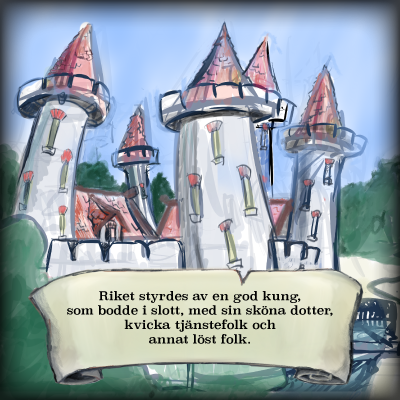 Riket styrdes av en god kung,
som bodde i slott, med sin sköna dotter,
kvicka tjänstefolk och
annat löst folk.